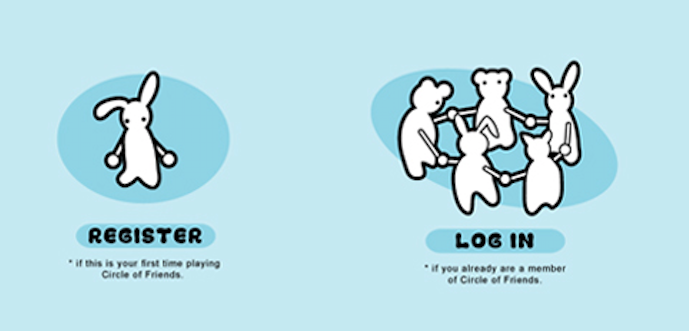 REGISTER
* if this is your first time playing
Circle of Friends.
LOG IN
* if you already are a member
of Circle of Friends.